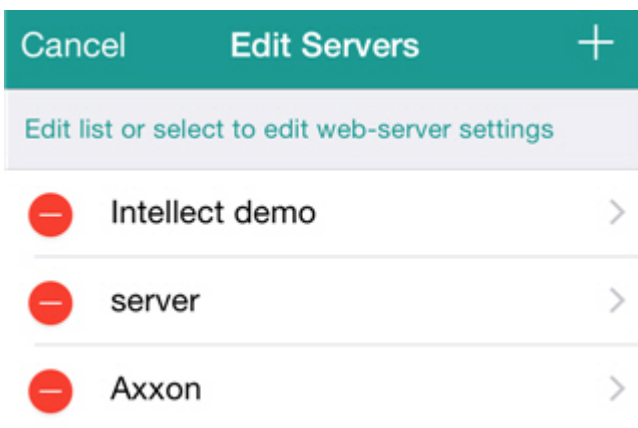 Cancel Edit Servers +
Edit list or select to edit web-server settings
Intellect demo
server
Axxon